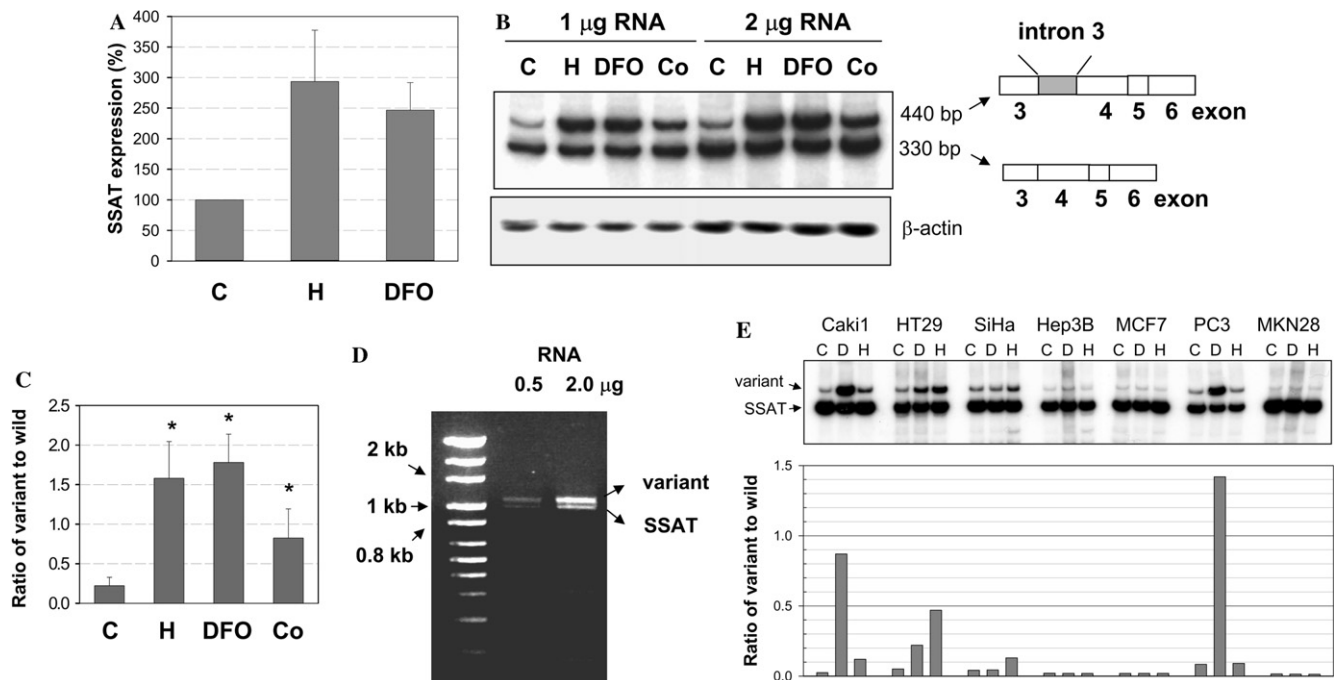 A
SSAT expression (%)
400
350
300
250
200
150
100
50
0
C H DFO
B
1 μg RNA 2 μg RNA
C H DFO Co C H DFO Co
440 bp
330 bp
β-actin
intron 3
3 4 5 6 exon
3 4 5 6 exon
C
Ratio of variant to wild
2.5
2.0
1.5
1.0
0.5
0.0
* * *
C H DFO Co
D
RNA
0.5 2.0 μg
2 kb
1 kb
0.8 kb
variant
SSAT
E
Caki1 HT29 SiHa Hep3B MCF7 PC3 MKN28
C D H C D H C D H C D H C D H C D H C D H
variant
SSAT
Ratio of variant to wild
1.5
1.0
0.5
0.0